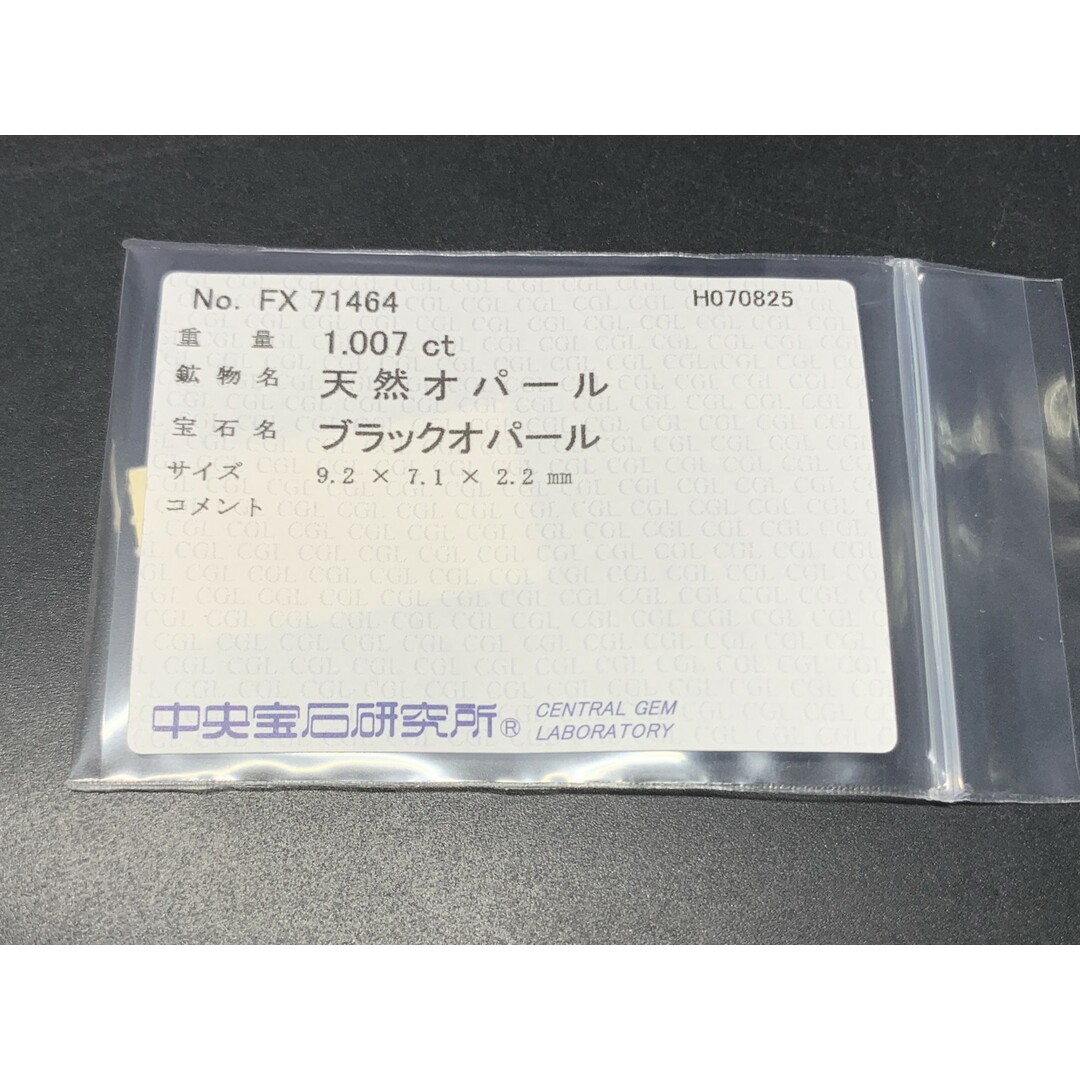 No. FX 71464 H070825
重量 1.007 ct
鉱物名 天然オパール
宝石名 ブラックオパール
サイズ 9.2 × 7.1 × 2.2 mm
コメント
中央宝石研究所® CENTRAL GEM
LABORATORY